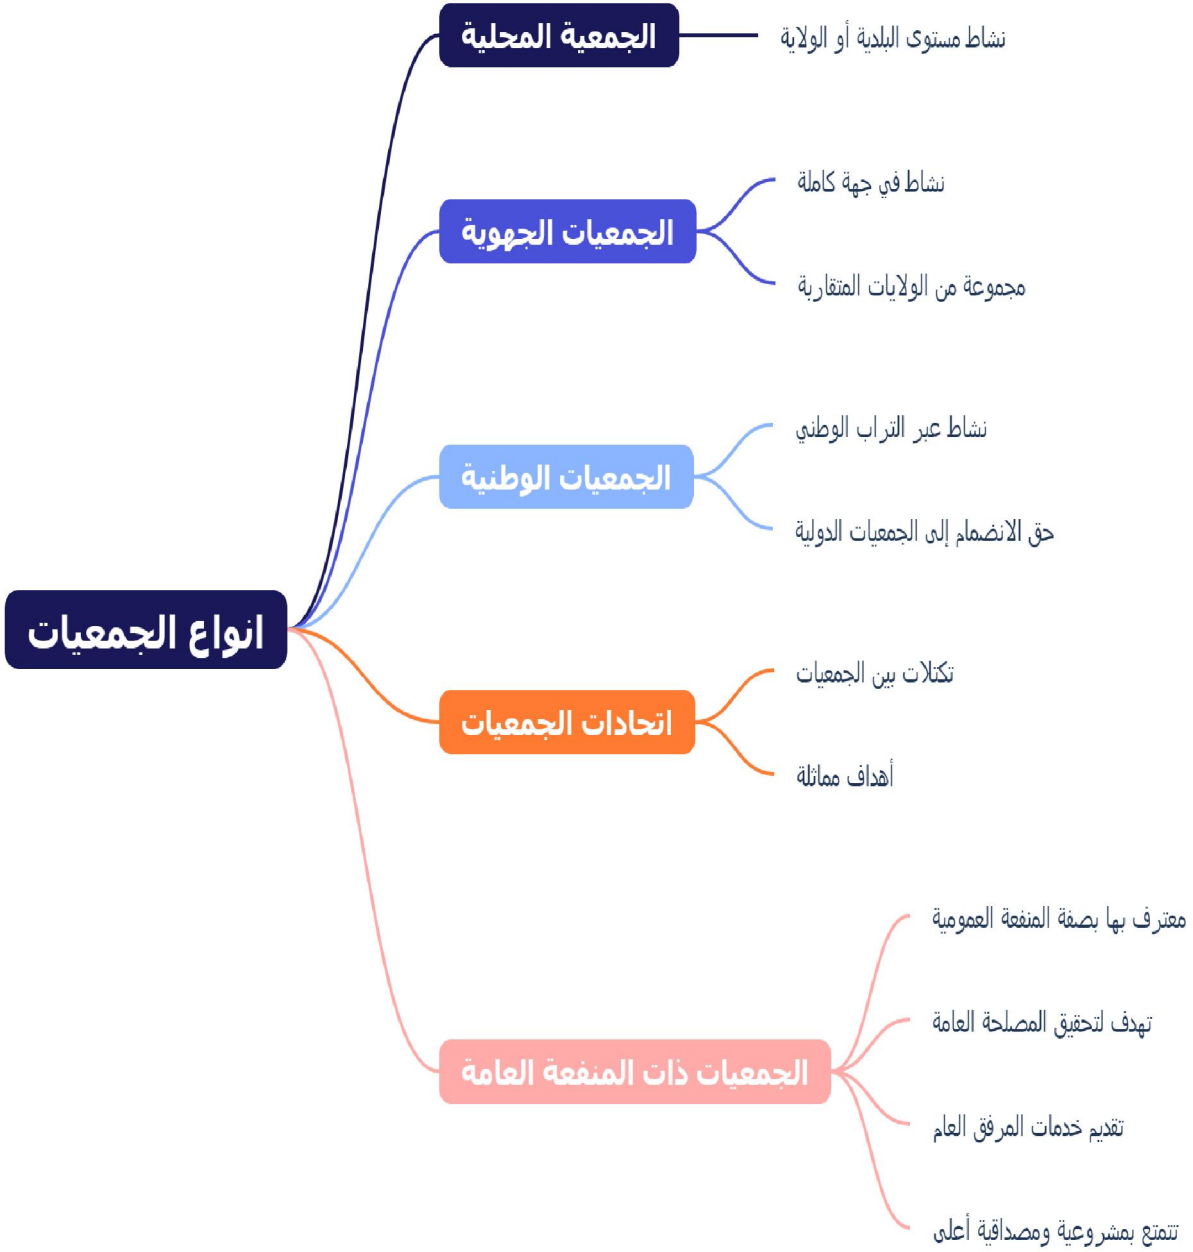 انواع الجمعيات
الجمعية المحلية
نشاط مستوى البلدية أو الولاية
الجمعيات الجهوية
نشاط في جهة كاملة
مجموعة من الولايات المتقاربة
الجمعيات الوطنية
نشاط عبر التراب الوطني
حق الانضمام إلى الجمعيات الدولية
اتحادات الجمعيات
تكتلات بين الجمعيات
أهداف مماثلة
الجمعيات ذات المنفعة العامة
معترف بها بصفة المنفعة العمومية
تهدف لتحقيق المصلحة العامة
تقديم خدمات المرفق العام
تتمتع بمشروعية ومصداقية أعلى